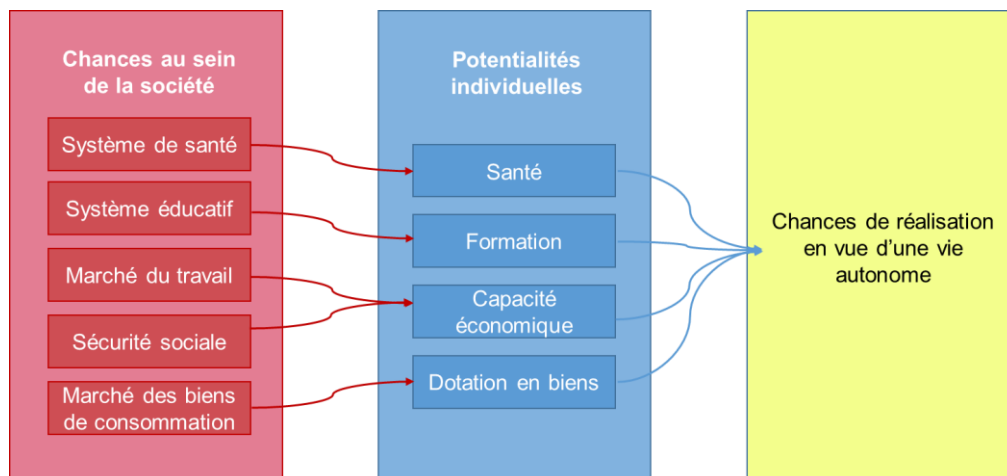 Chances au sein
de la société
Système de santé
Système éducatif
Marché du travail
Sécurité sociale
Marché des biens
de consommation
Potentialités
individuelles
Santé
Formation
Capacité
économique
Dotation en biens
Chances de réalisation
en vue d'une vie
autonome